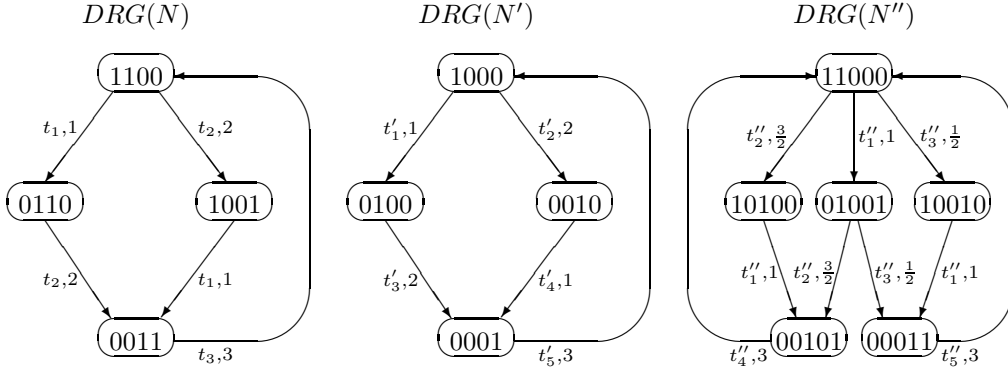 DRG(N) DRG(N′) DRG(N″)
1100 1000 11000
t₁,1 t₂,2 t′₁,1 t′₂,2 t″₂,3/2 t″₁,1 t″₃,1/2
0110 1001 0100 0010 10100 01001 10010
t₂,2 t₁,1 t′₃,2 t′₄,1 t″₁,1 t″₂,3/2 t″₃,1/2 t″₁,1
0011 0001 00101 00011
t₃,3 t′₅,3 t″₄,3 t″₅,3